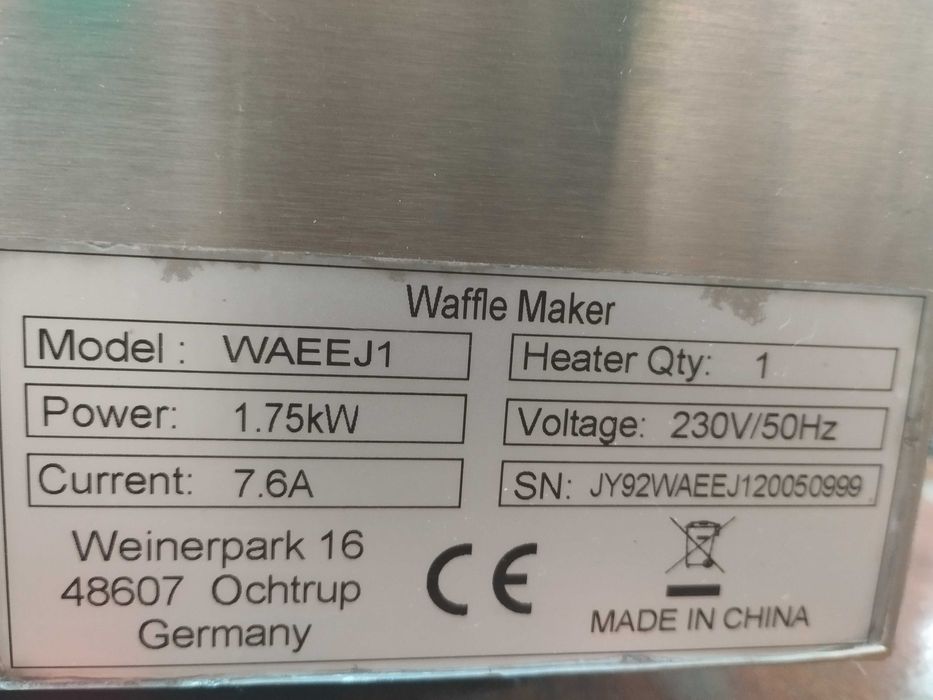 Waffle Maker
Model : WAEEJ1
Heater Qty: 1
Power: 1.75kW
Voltage: 230V/50Hz
Current: 7.6A
SN: JY92WAEEJ120050999
Weinerpark 16
48607 Ochtrup
Germany
CE
MADE IN CHINA